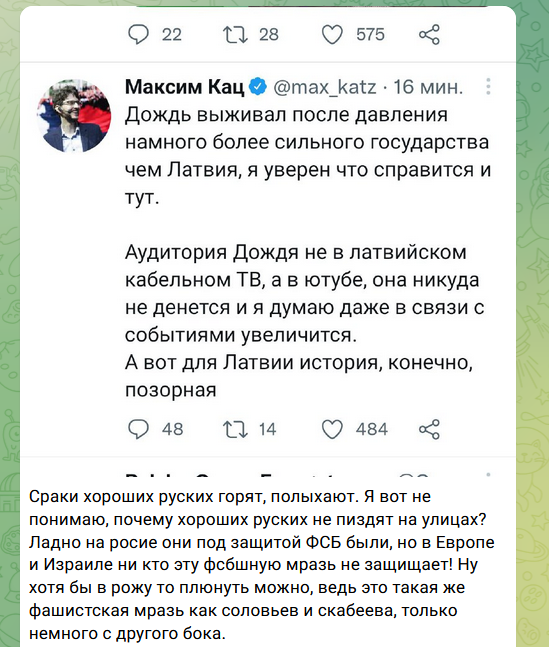 22 28 575
Максим Кац @max_katz · 16 мин.
Дождь выживал после давления
намного более сильного государства
чем Латвия, я уверен что справится и
тут.
Аудитория Дождя не в латвийском
кабельном ТВ, а в ютубе, она никуда
не денется и я думаю даже в связи с
событиями увеличится.
А вот для Латвии история, конечно,
позорная
48 14 484
Сраки хороших руских горят, полыхают. Я вот не
понимаю, почему хороших руских не пиздят на улицах?
Ладно на росие они под защитой ФСБ были, но в Европе
и Израиле ни кто эту фсбшную мразь не защищает! Ну
хотя бы в рожу то плюнуть можно, ведь это такая же
фашистская мразь как соловьев и скабеева, только
немного с другого бока.